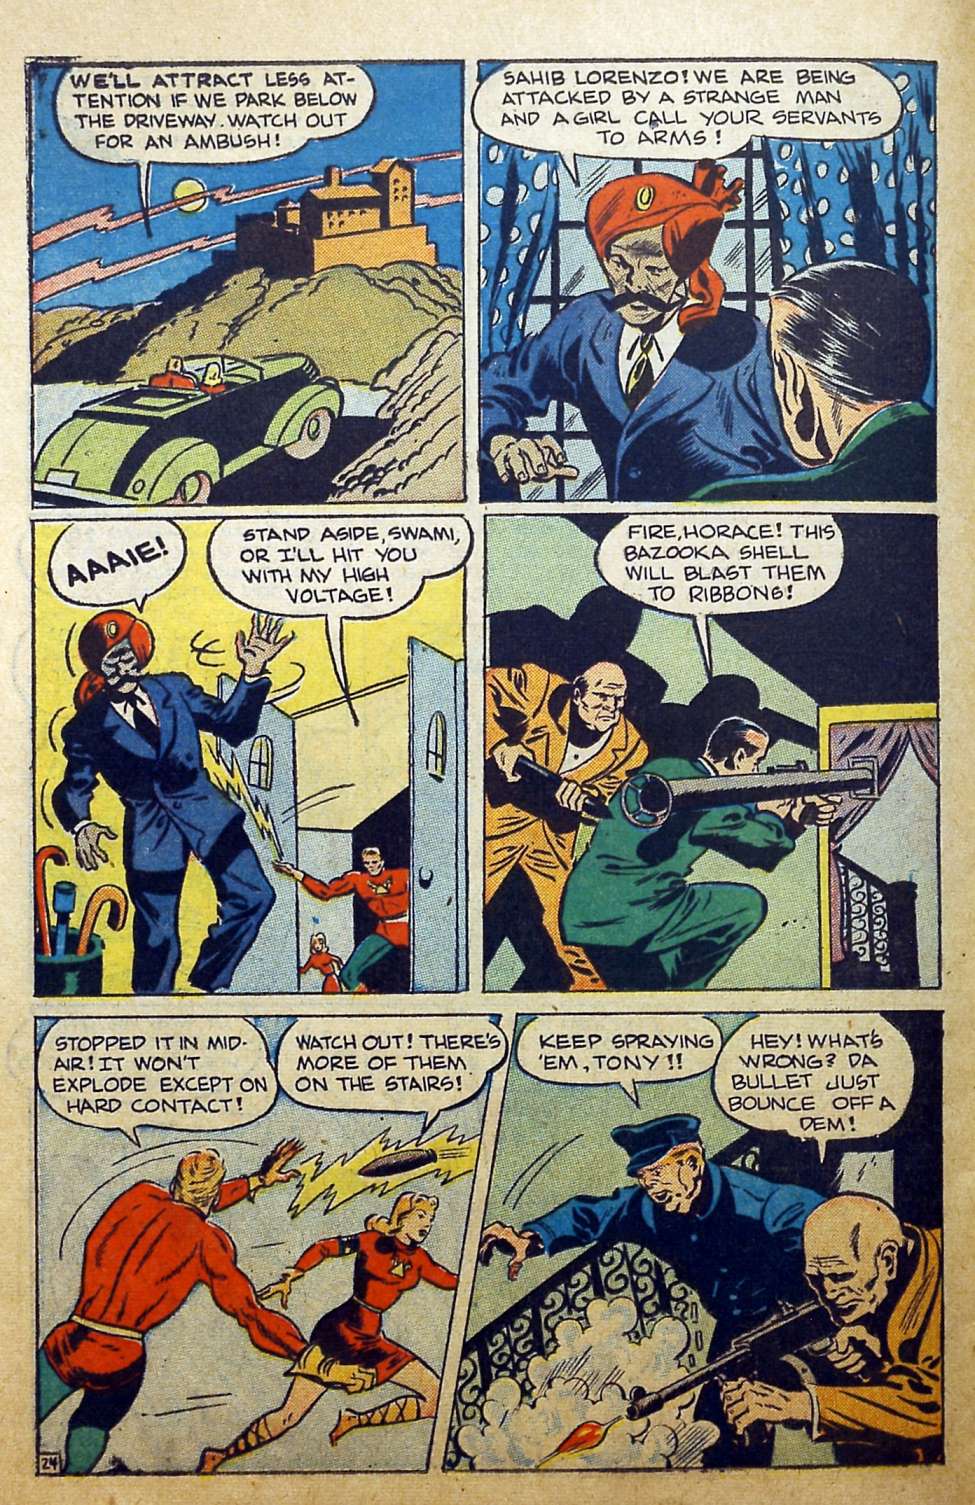 WE'LL ATTRACT LESS AT-
TENTION IF WE PARK BELOW
THE DRIVEWAY. WATCH OUT
FOR AN AMBUSH!
SAHIB LORENZO! WE ARE BEING
ATTACKED BY A STRANGE MAN
AND A GIRL CALL YOUR SERVANTS
TO ARMS!
AAAIE!
STAND ASIDE, SWAMI,
OR I'LL HIT YOU
WITH MY HIGH
VOLTAGE!
FIRE, HORACE! THIS
BAZOOKA SHELL
WILL BLAST THEM
TO RIBBONS!
STOPPED IT IN MID-
AIR! IT WON'T
EXPLODE EXCEPT ON
HARD CONTACT!
WATCH OUT! THERE'S
MORE OF THEM
ON THE STAIRS!
KEEP SPRAYING
'EM, TONY!!
HEY! WHAT'S
WRONG? DA
BULLET JUST
BOUNCE OFF A
DEM!
24